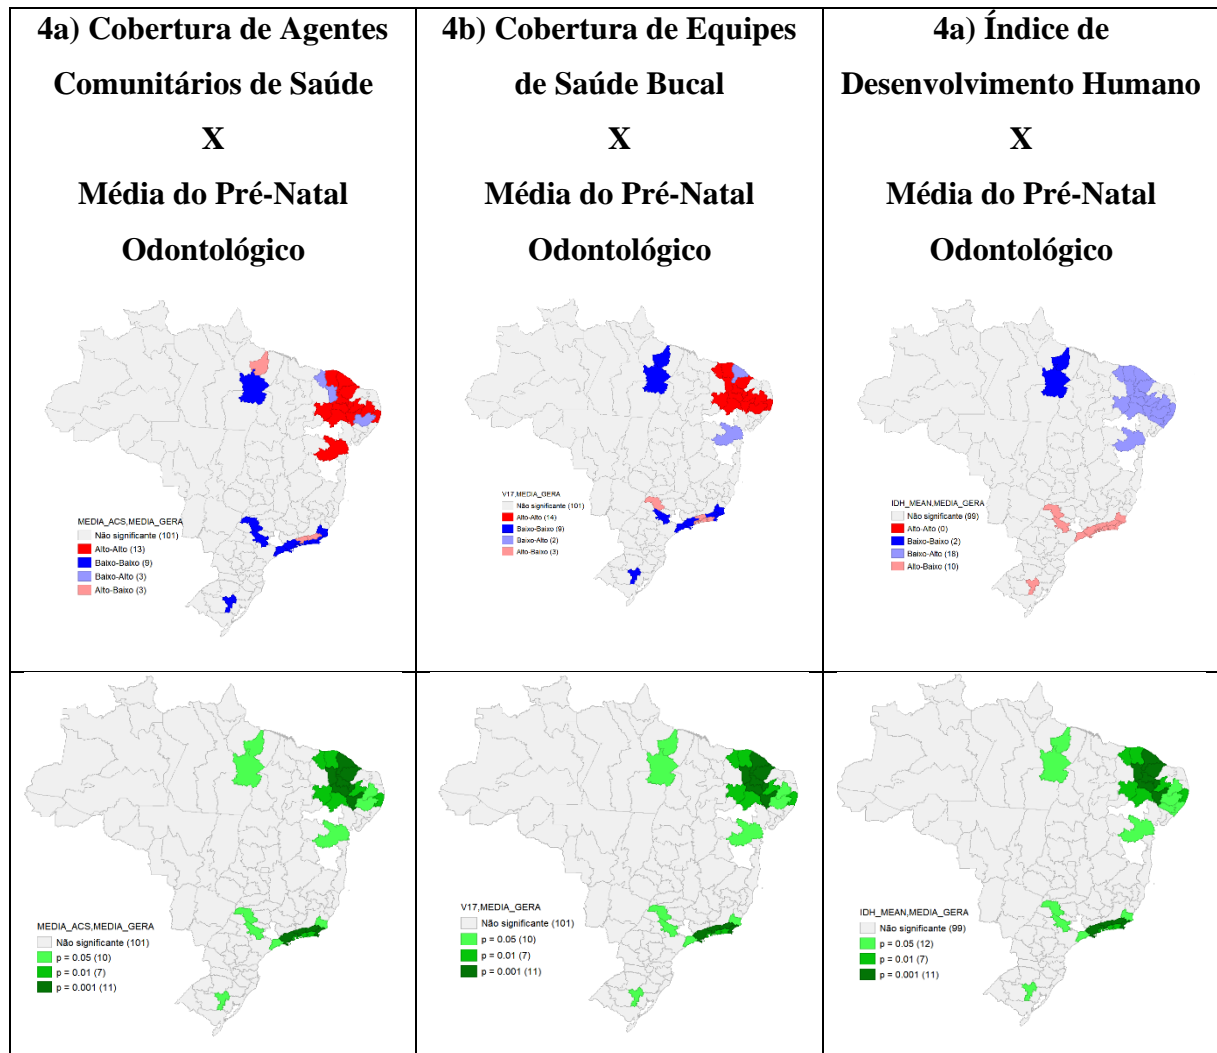 4a) Cobertura de Agentes
Comunitários de Saúde
X
Média do Pré-Natal
Odontológico
MEDIA_ACS,MEDIA_GERA
Não significante (101)
Alto-Alto (13)
Baixo-Baixo (9)
Baixo-Alto (3)
Alto-Baixo (3)
4b) Cobertura de Equipes
de Saúde Bucal
X
Média do Pré-Natal
Odontológico
V17,MEDIA_GERA
Não significante (101)
Alto-Alto (14)
Baixo-Baixo (9)
Baixo-Alto (2)
Alto-Baixo (3)
4a) Índice de
Desenvolvimento Humano
X
Média do Pré-Natal
Odontológico
IDH_MEAN,MEDIA_GERA
Não significante (99)
Alto-Alto (0)
Baixo-Baixo (2)
Baixo-Alto (18)
Alto-Baixo (10)
MEDIA_ACS,MEDIA_GERA
Não significante (101)
p = 0.05 (10)
p = 0.01 (7)
p = 0.001 (11)
V17,MEDIA_GERA
Não significante (101)
p = 0.05 (10)
p = 0.01 (7)
p = 0.001 (11)
IDH_MEAN,MEDIA_GERA
Não significante (99)
p = 0.05 (12)
p = 0.01 (7)
p = 0.001 (11)